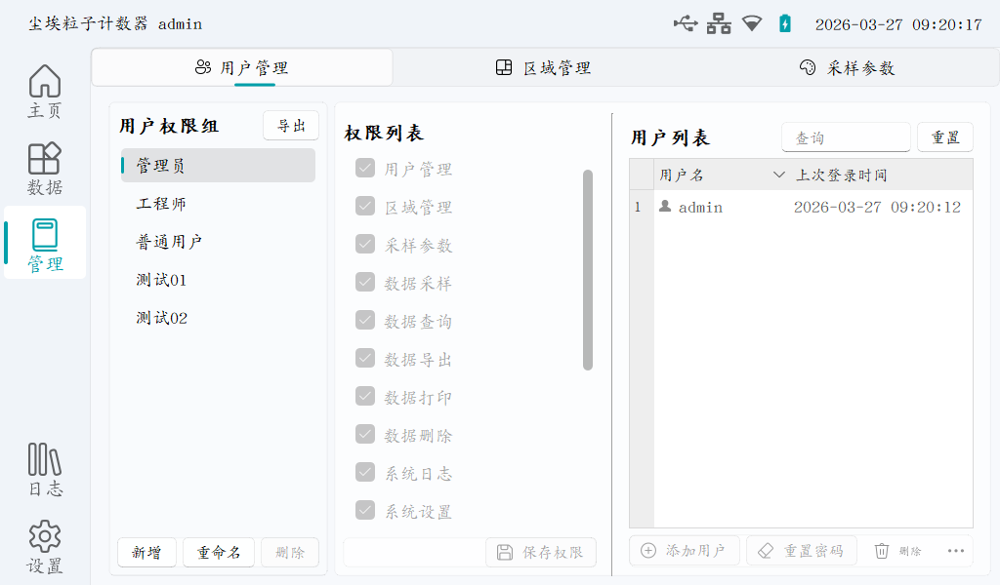 尘埃粒子计数器 admin
2026-03-27 09:20:17
主页
数据
管理
日志
设置
用户管理
区域管理
采样参数
用户权限组
导出
管理员
工程师
普通用户
测试01
测试02
新增
重命名
删除
权限列表
用户管理
区域管理
采样参数
数据采样
数据查询
数据导出
数据打印
数据删除
系统日志
系统设置
保存权限
用户列表
查询
重置
用户名 上次登录时间
1 admin 2026-03-27 09:20:12
添加用户
重置密码
删除